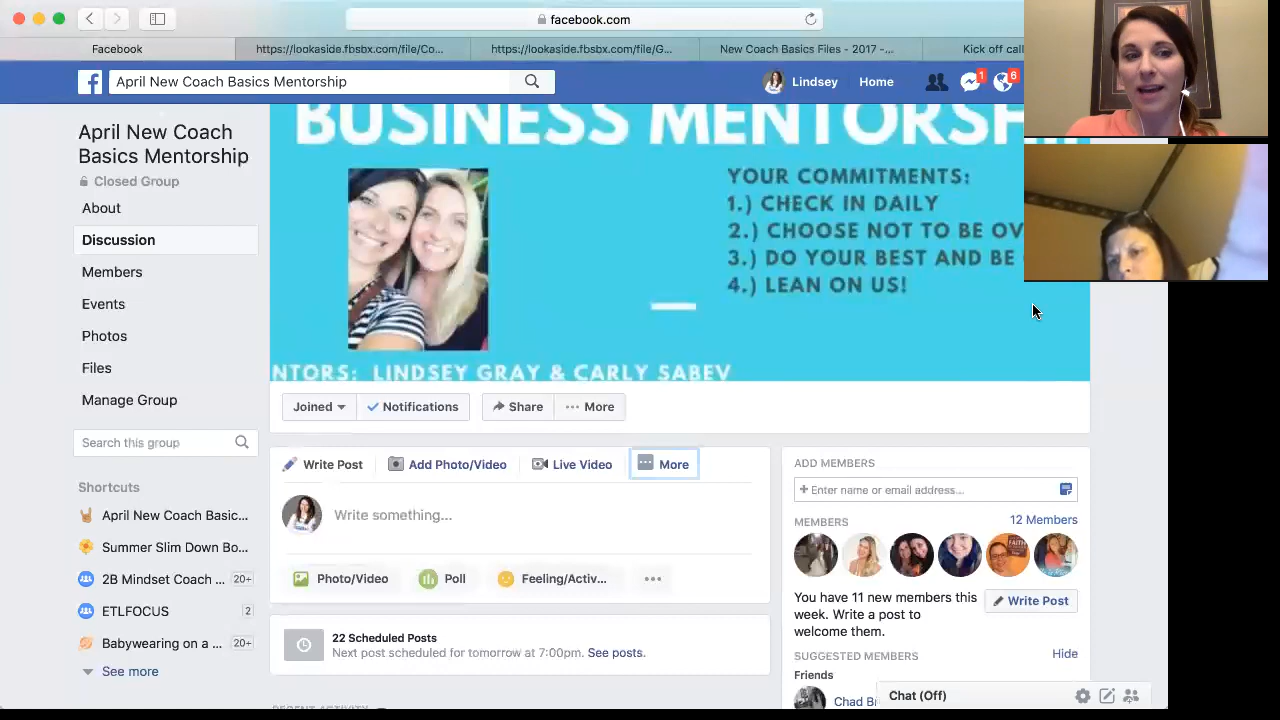 facebook.com
Facebook
https://lookaside.fbsbx.com/file/Co...
https://lookaside.fbsbx.com/file/G...
New Coach Basics Files - 2017 -...
Kick off call
April New Coach Basics Mentorship
Lindsey
Home
1
6
April New Coach
Basics Mentorship
Closed Group
About
Discussion
Members
Events
Photos
Files
Manage Group
Search this group
Shortcuts
April New Coach Basic...
Summer Slim Down Bo...
2B Mindset Coach ... 20+
ETLFOCUS 2
Babywearing on a ... 20+
See more
BUSINESS
YOUR COMMITMENTS:
1.) CHECK IN DAILY
2.) CHOOSE NOT TO BE OV
3.) DO YOUR BEST AND BE
4.) LEAN ON US!
NTORS: LINDSEY GRAY & CARLY SABEV
Joined
Notifications
Share
More
Write Post
Add Photo/Video
Live Video
More
Write something...
Photo/Video
Poll
Feeling/Activ...
22 Scheduled Posts
Next post scheduled for tomorrow at 7:00pm. See posts.
ADD MEMBERS
+ Enter name or email address...
MEMBERS
12 Members
You have 11 new members this
week. Write a post to
welcome them.
Write Post
SUGGESTED MEMBERS
Hide
Friends
Chad
Chat (Off)